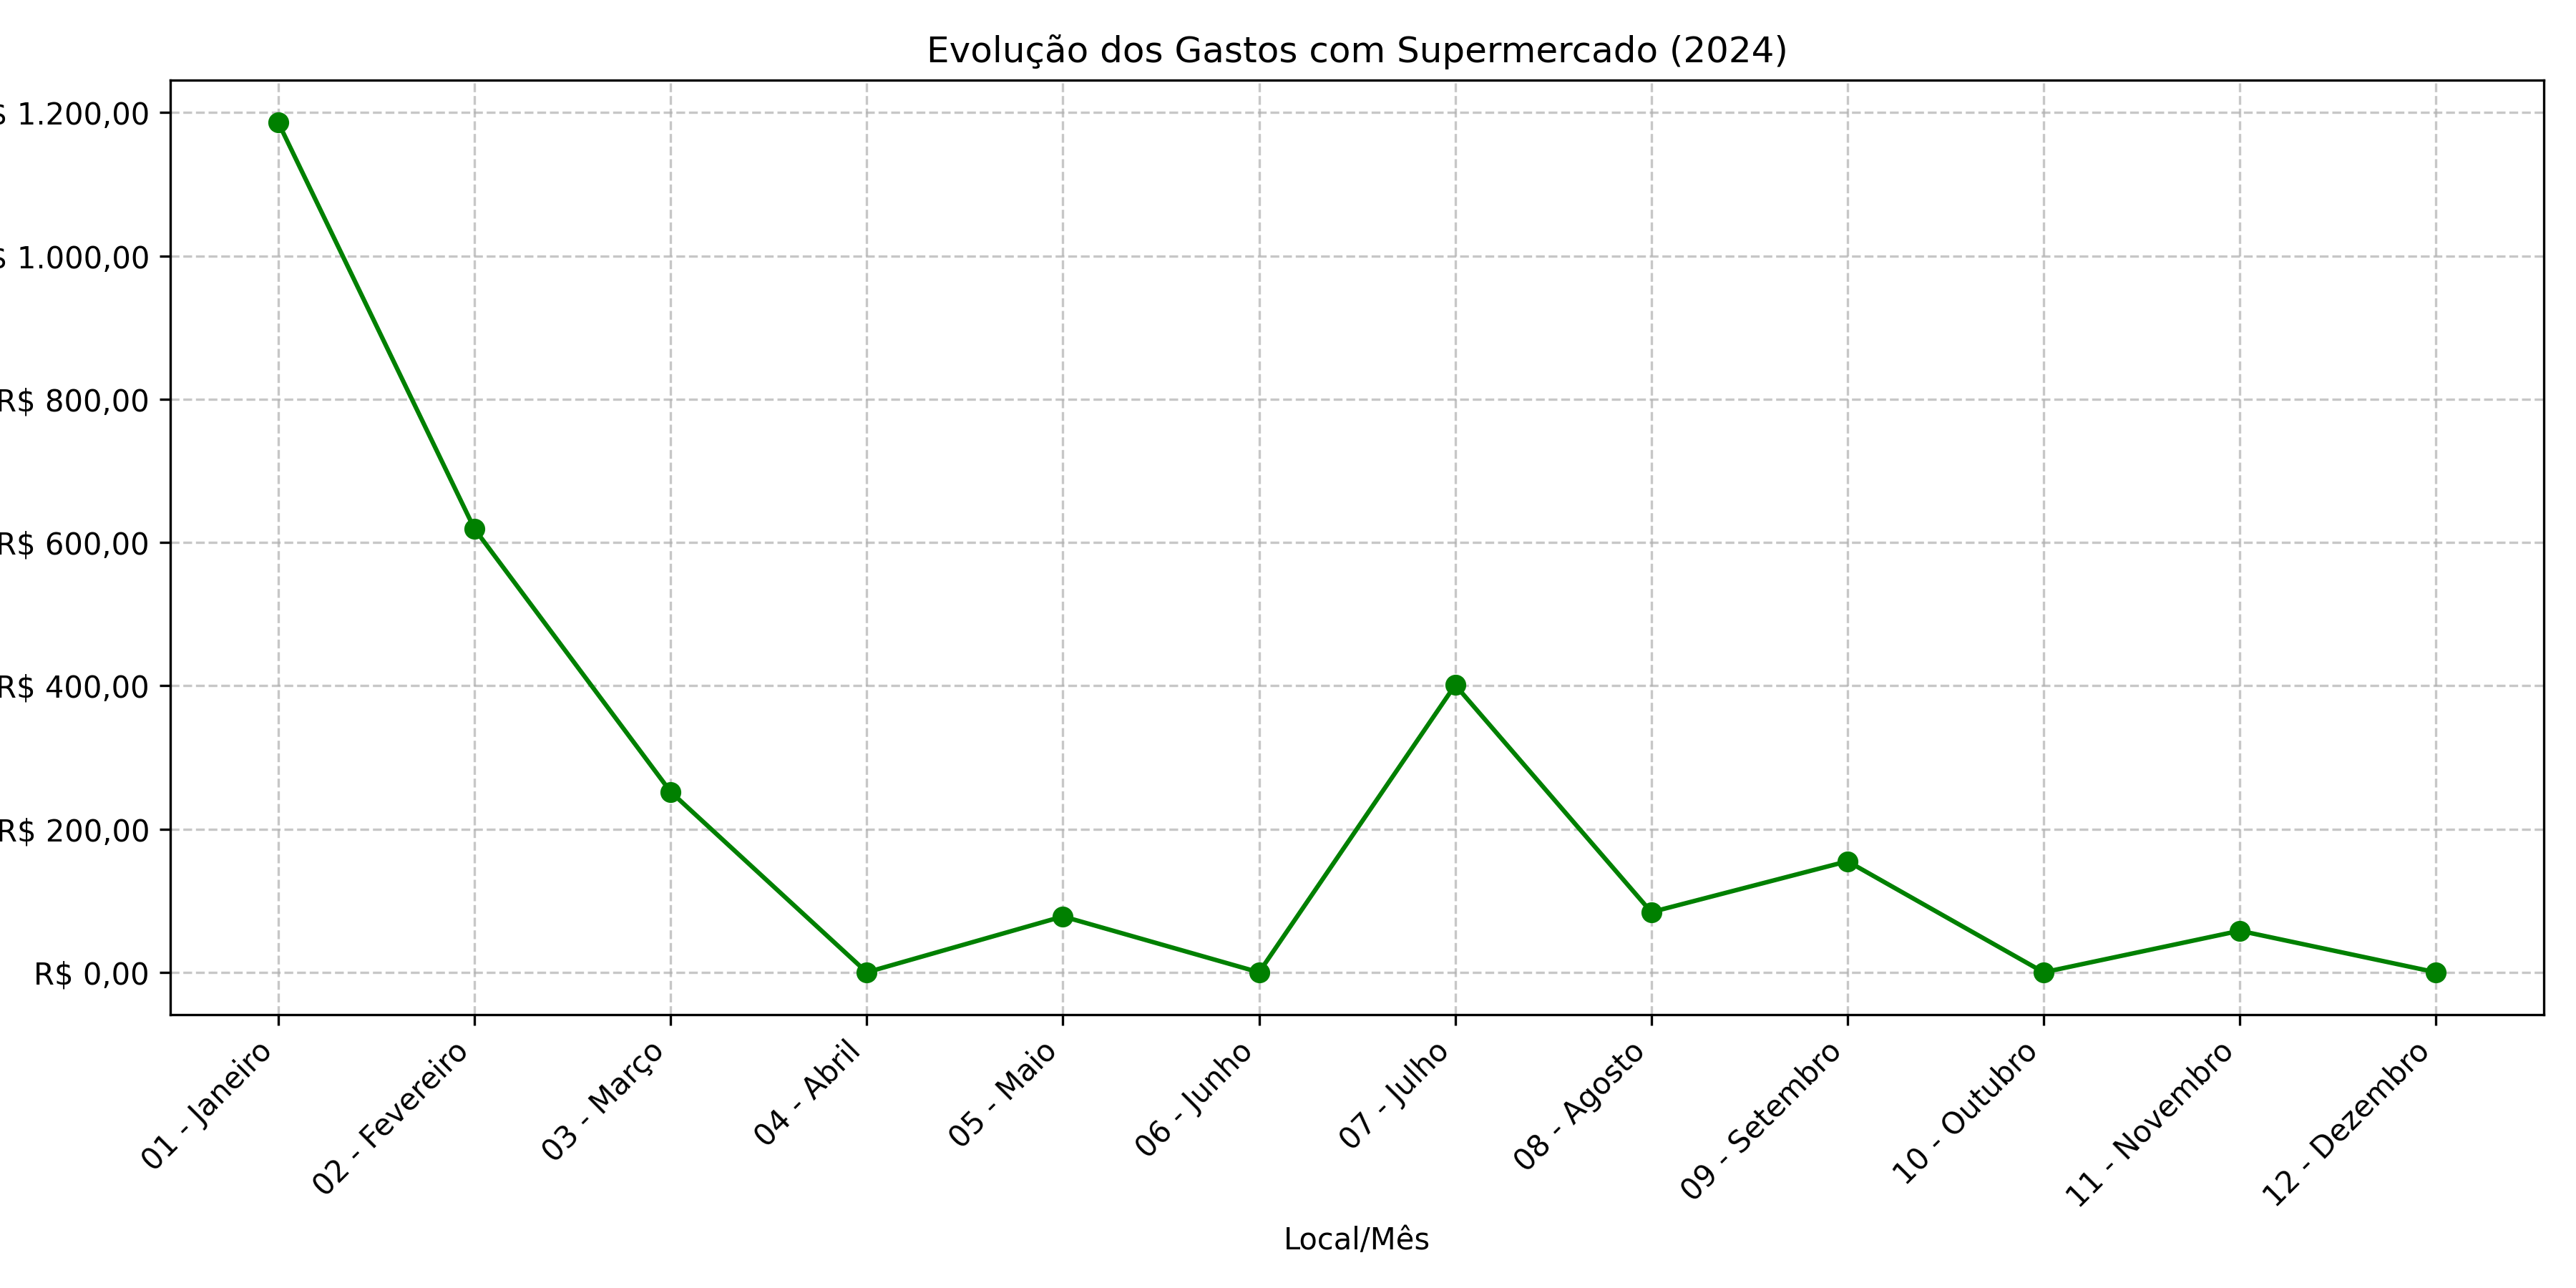 Evolução dos Gastos com Supermercado (2024)
$ 1.200,00
$ 1.000,00
R$ 800,00
R$ 600,00
R$ 400,00
R$ 200,00
R$ 0,00
01 - Janeiro
02 - Fevereiro
03 - Março
04 - Abril
05 - Maio
06 - Junho
07 - Julho
08 - Agosto
09 - Setembro
10 - Outubro
11 - Novembro
12 - Dezembro
Local/Mês